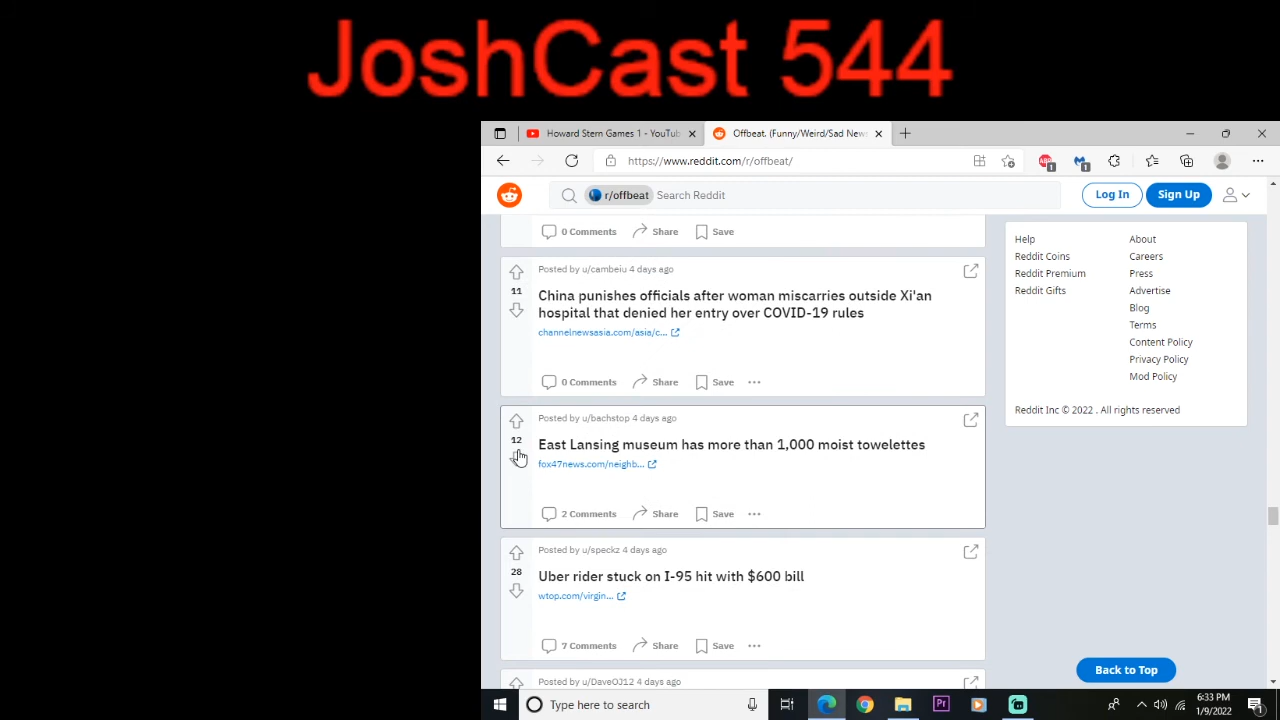 JoshCast 544
Howard Stern Games 1 - YouTub
Offbeat. (Funny/Weird/Sad New
https://www.reddit.com/r/offbeat/
1
1
r/offbeat
Search Reddit
Log In
Sign Up
0 Comments
Share
Save
11
Posted by u/cambeiu 4 days ago
China punishes officials after woman miscarries outside Xi'an
hospital that denied her entry over COVID-19 rules
channelnewsasia.com/asia/c...
0 Comments
Share
Save
12
Posted by u/bachstop 4 days ago
East Lansing museum has more than 1,000 moist towelettes
fox47news.com/neighb...
2 Comments
Share
Save
28
Posted by u/speckz 4 days ago
Uber rider stuck on I-95 hit with $600 bill
wtop.com/virgin...
7 Comments
Share
Save
Posted by u/DaveOJ12 4 days ago
Help
About
Reddit Coins
Careers
Reddit Premium
Press
Reddit Gifts
Advertise
Blog
Terms
Content Policy
Privacy Policy
Mod Policy
Reddit Inc © 2022 . All rights reserved
Back to Top
Type here to search
Pr
6:33 PM
1/9/2022